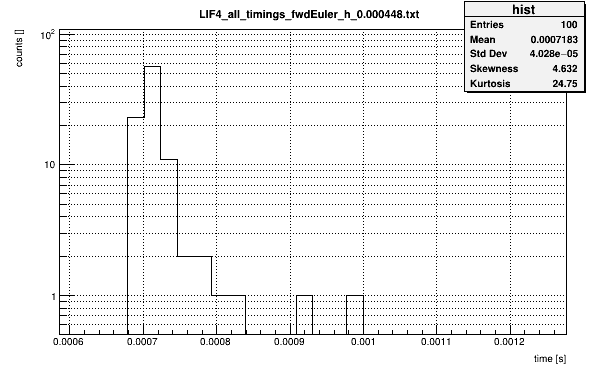 LIF4_all_timings_fwdEuler_h_0.000448.txt
hist
Entries 100
Mean 0.0007183
Std Dev 4.028e−05
Skewness 4.632
Kurtosis 24.75
counts []
10²
10
1
0.0006 0.0007 0.0008 0.0009 0.001 0.0011 0.0012
time [s]